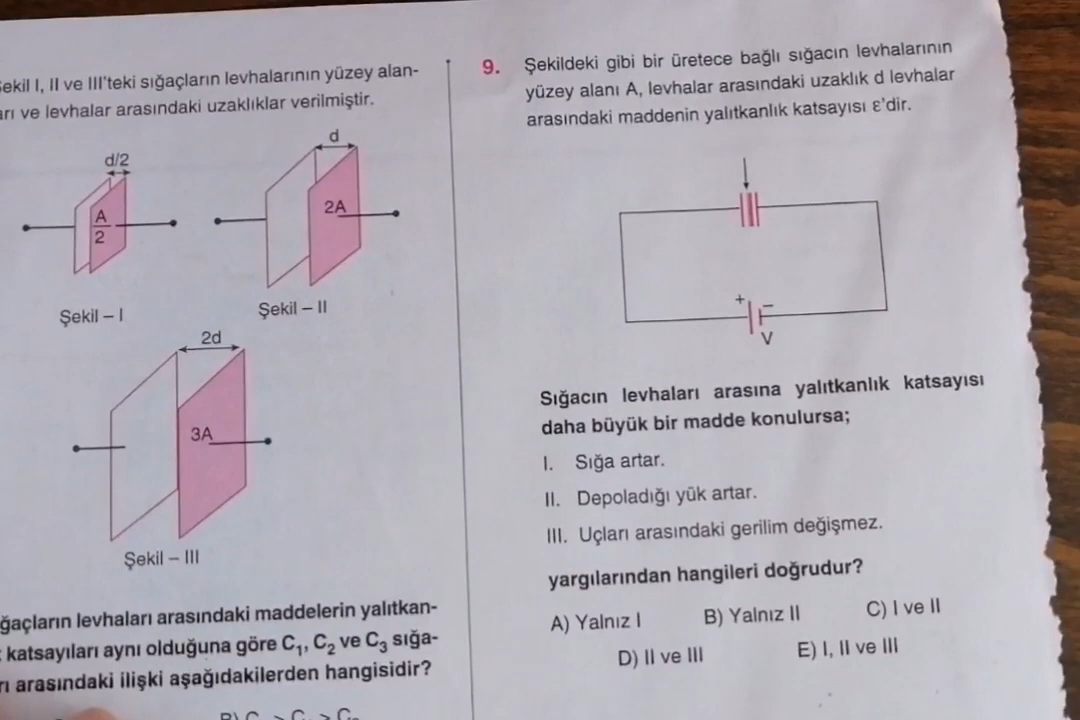 Şekil I, II ve III'teki sığaçların levhalarının yüzey alan-
ve levhalar arasındaki uzaklıklar verilmiştir.
d/2
A
2
Şekil – I
d
2A
Şekil – II
2d
3A
Şekil – III
levhaları arasındaki maddelerin yalıtkan-
katsayıları aynı olduğuna göre C₁, C₂ ve C₃ sığa-
arasındaki ilişki aşağıdakilerden hangisidir?
9. Şekildeki gibi bir üretece bağlı sığacın levhalarının
yüzey alanı A, levhalar arasındaki uzaklık d levhalar
arasındaki maddenin yalıtkanlık katsayısı ε'dir.
+ –
V
Sığacın levhaları arasına yalıtkanlık katsayısı
daha büyük bir madde konulursa;
I. Sığa artar.
II. Depoladığı yük artar.
III. Uçları arasındaki gerilim değişmez.
yargılarından hangileri doğrudur?
A) Yalnız I B) Yalnız II C) I ve II
D) II ve III E) I, II ve III